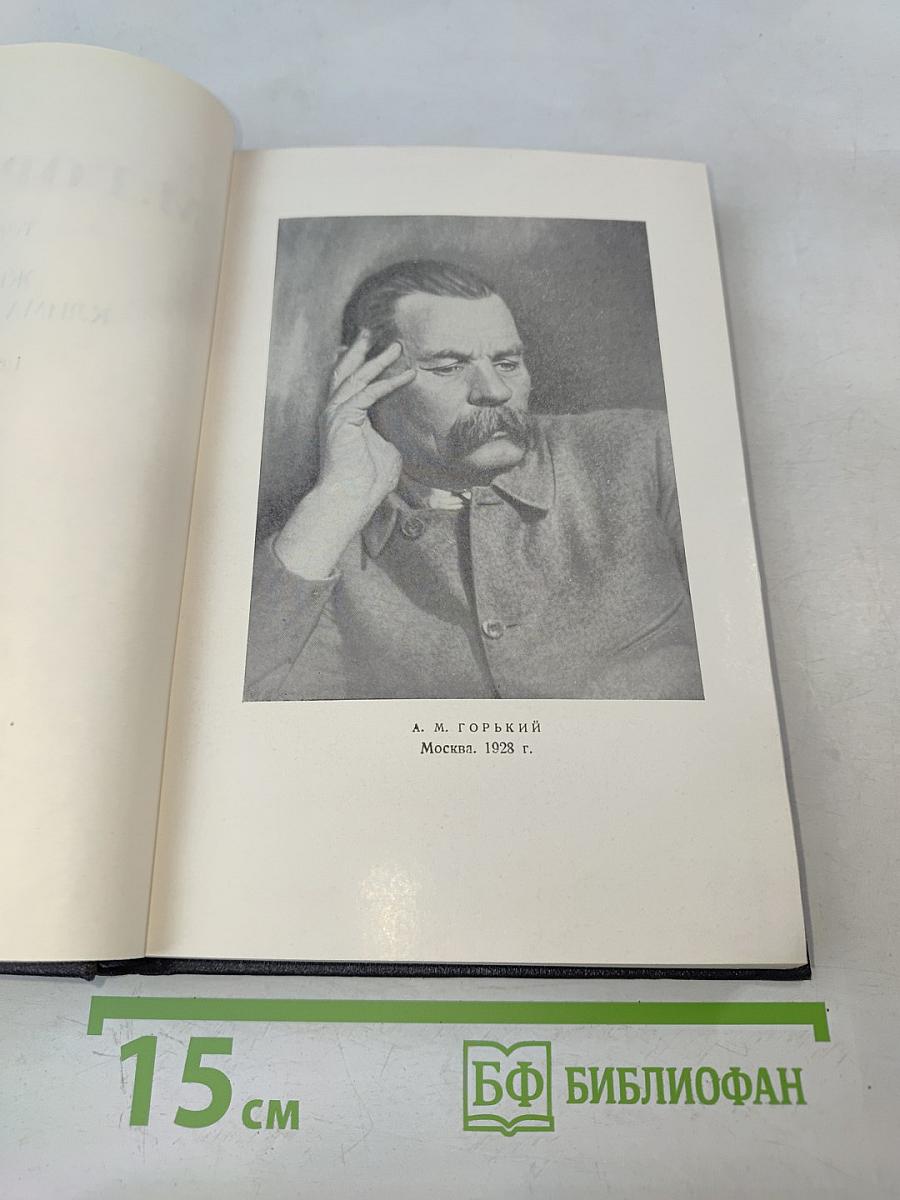 А. М. ГОРЬКИЙ
Москва. 1928 г.
15 см
БФ БИБЛИОФАН